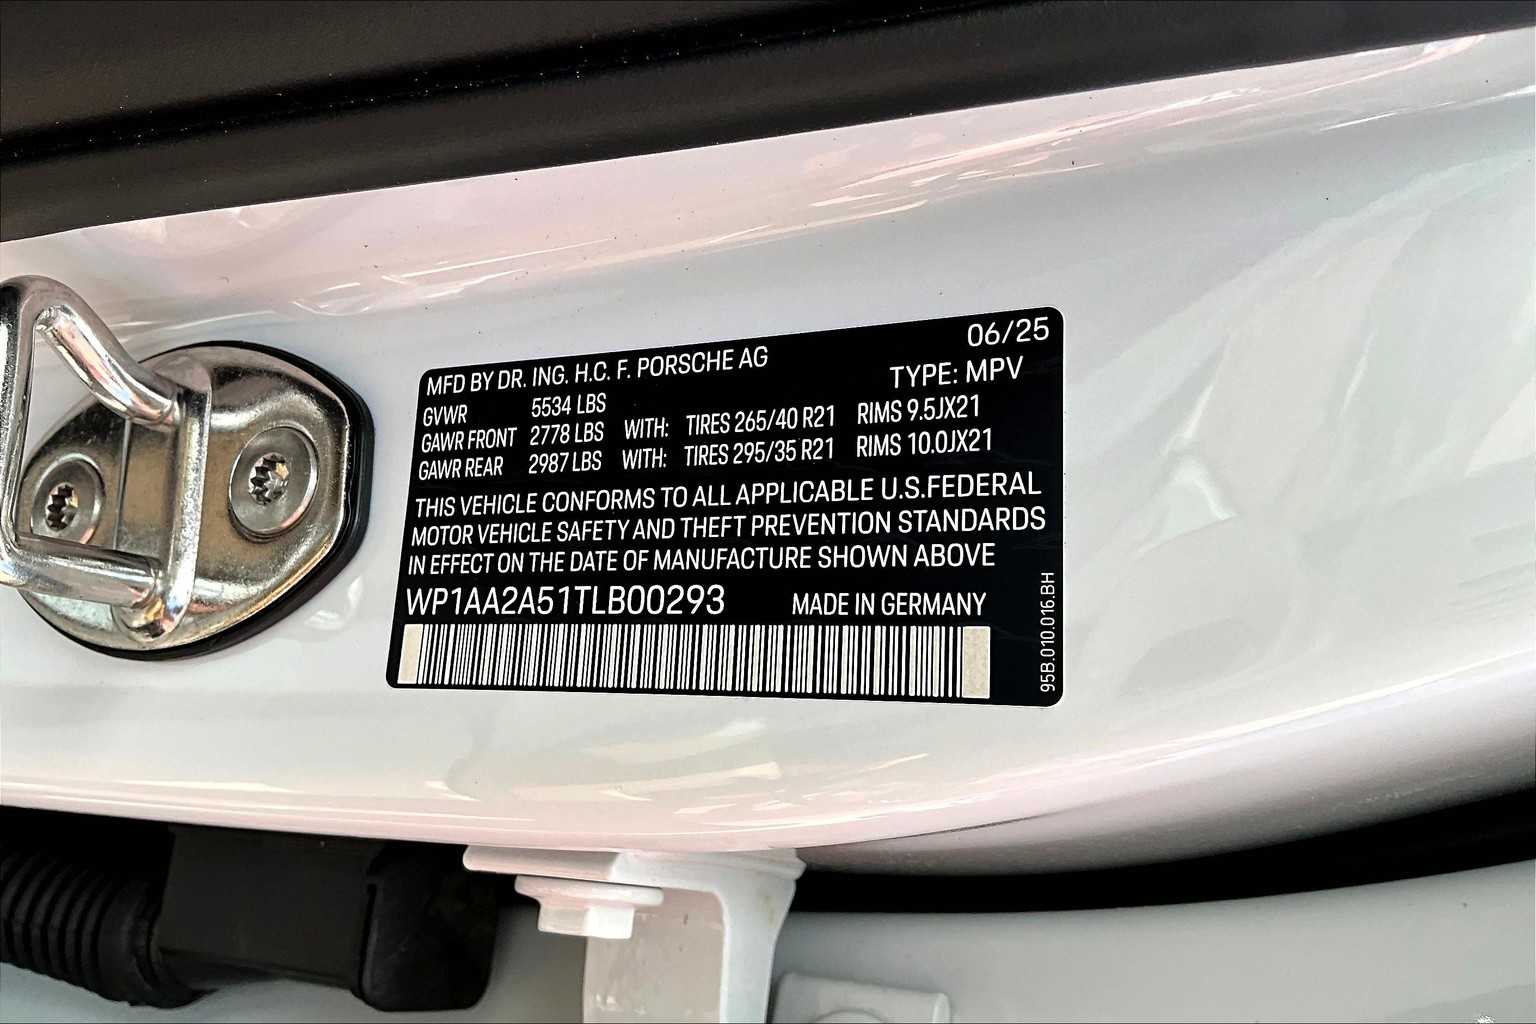 06/25
MFD BY DR. ING. H.C. F. PORSCHE AG
TYPE: MPV
GVWR 5534 LBS
GAWR FRONT 2778 LBS WITH: TIRES 265/40 R21 RIMS 9.5JX21
GAWR REAR 2987 LBS WITH: TIRES 295/35 R21 RIMS 10.0JX21
THIS VEHICLE CONFORMS TO ALL APPLICABLE U.S.FEDERAL
MOTOR VEHICLE SAFETY AND THEFT PREVENTION STANDARDS
IN EFFECT ON THE DATE OF MANUFACTURE SHOWN ABOVE
WP1AA2A51TLB00293 MADE IN GERMANY
95B.010.016.BH